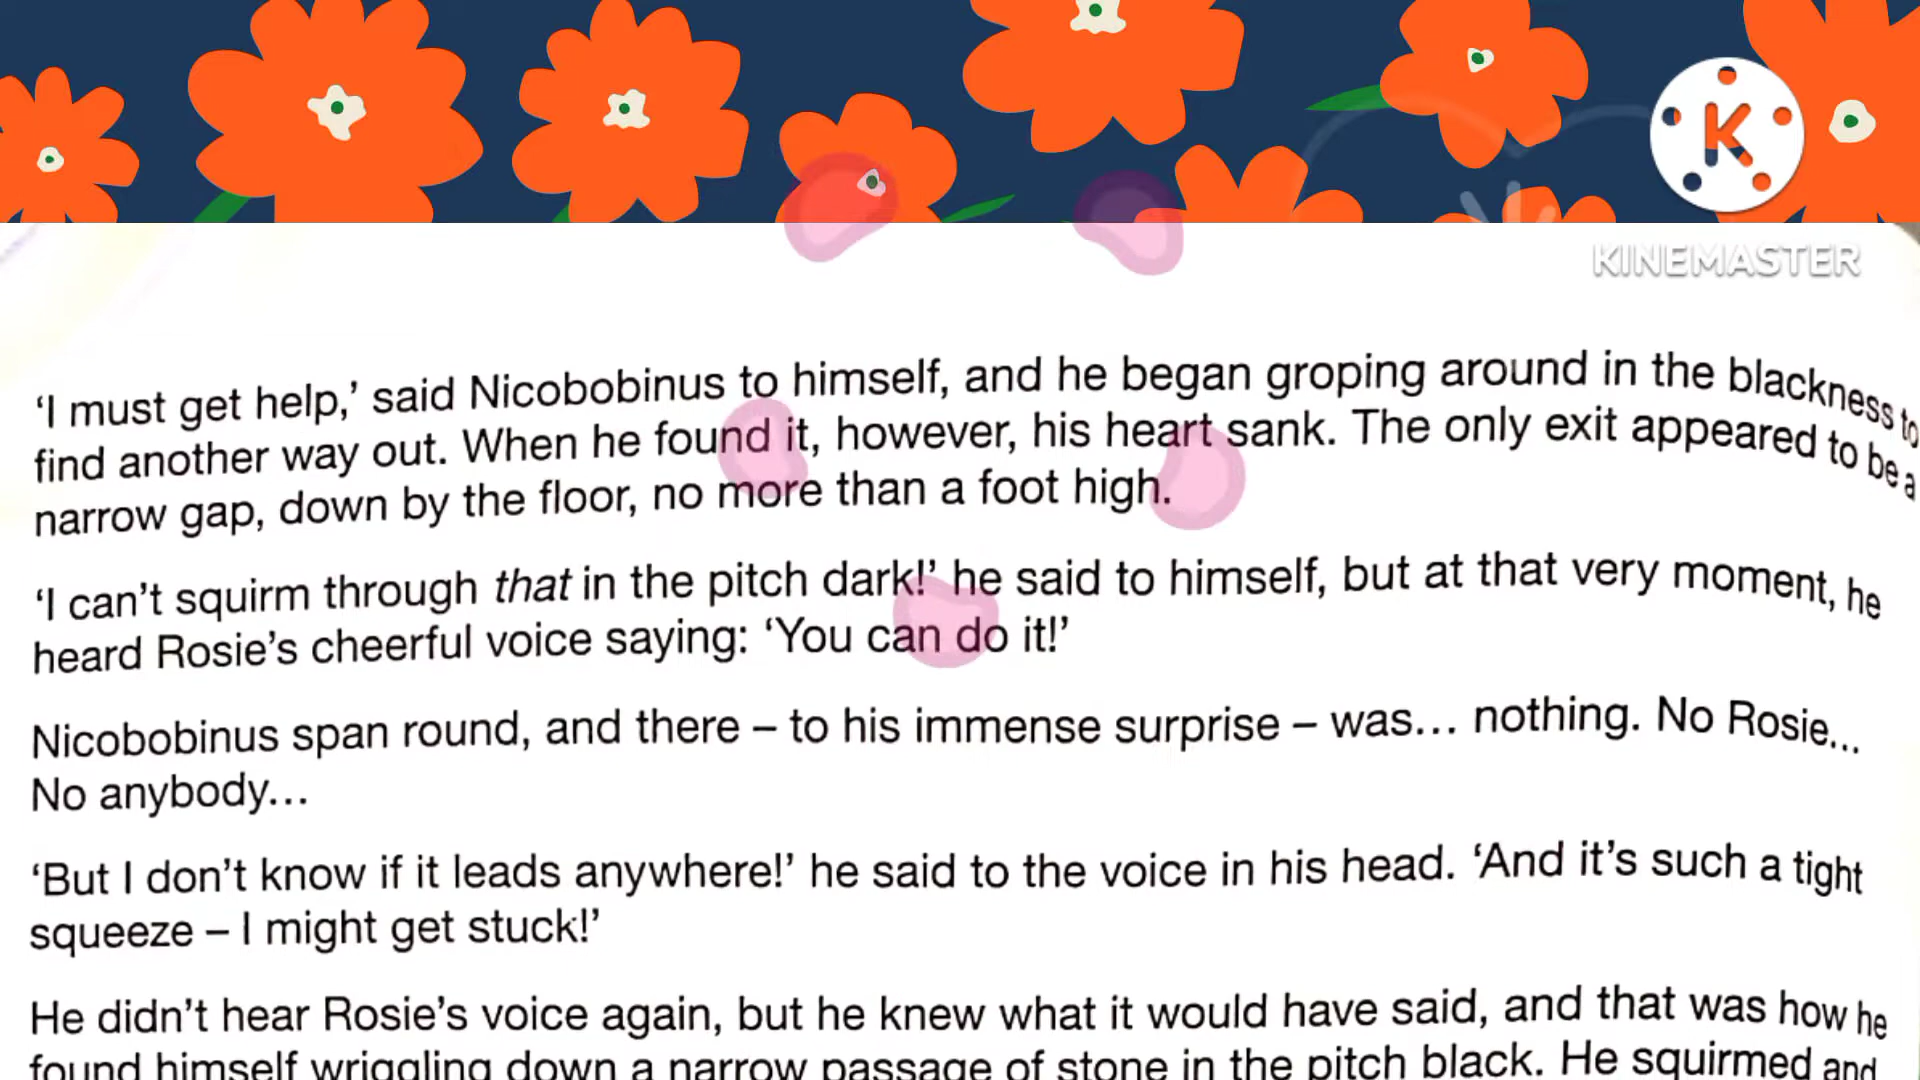 K
KINEMASTER
‘I must get help,’ said Nicobobinus to himself, and he began groping around in the blackness to
find another way out. When he found it, however, his heart sank. The only exit appeared to be a
narrow gap, down by the floor, no more than a foot high.
‘I can’t squirm through that in the pitch dark!’ he said to himself, but at that very moment, he
heard Rosie’s cheerful voice saying: ‘You can do it!’
Nicobobinus span round, and there – to his immense surprise – was… nothing. No Rosie…
No anybody…
‘But I don’t know if it leads anywhere!’ he said to the voice in his head. ‘And it’s such a tight
squeeze – I might get stuck!’
He didn’t hear Rosie’s voice again, but he knew what it would have said, and that was how he
found himself wriggling down a narrow passage of stone in the pitch black. He squirmed and